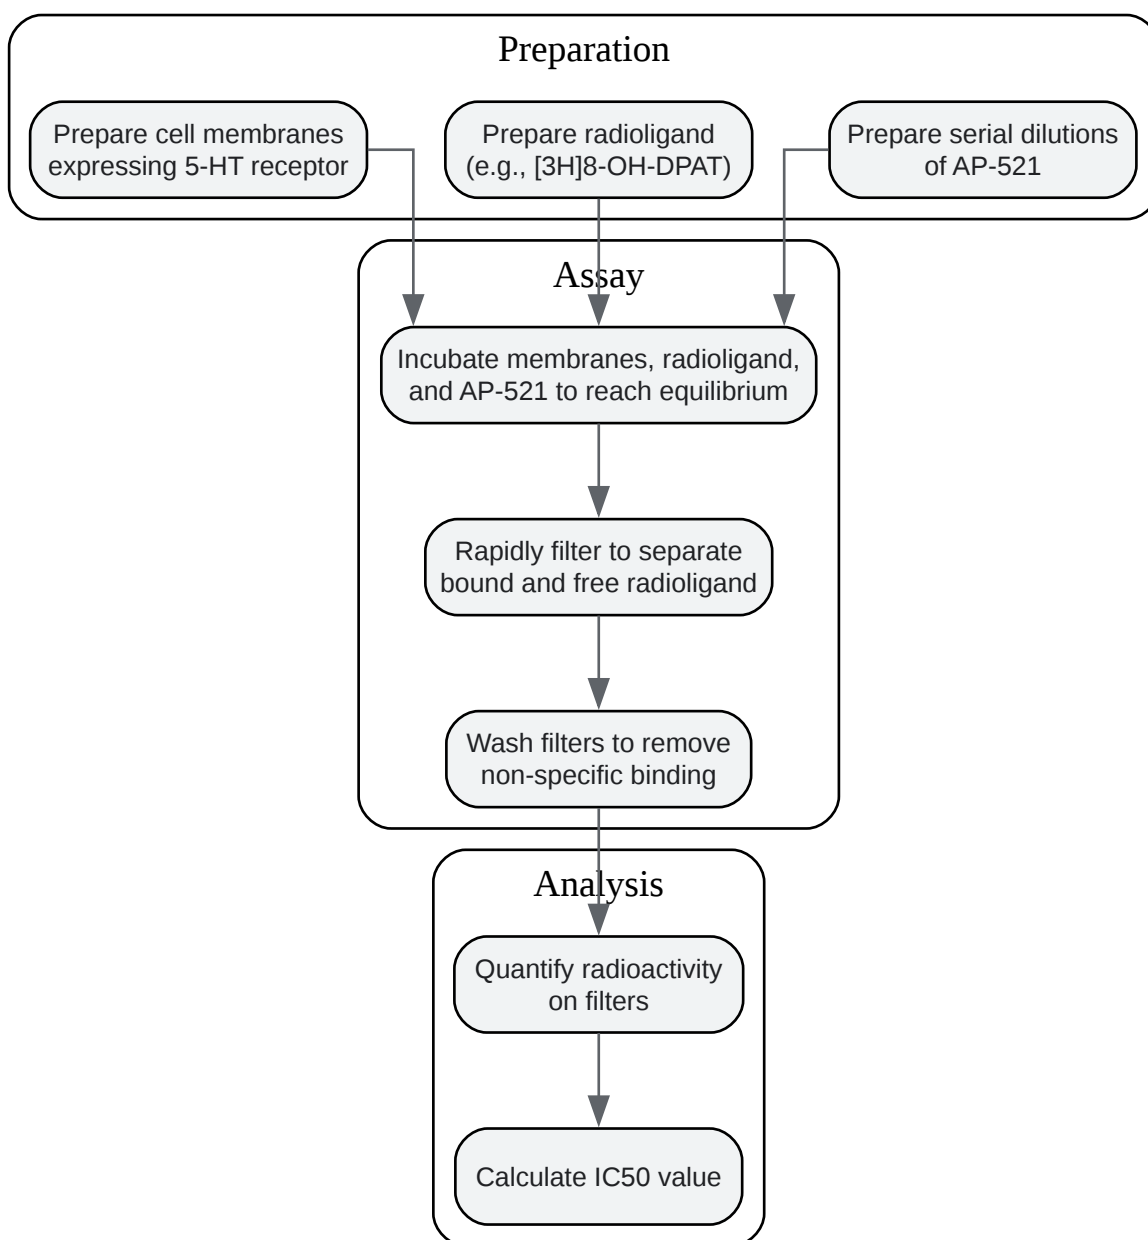 Preparation
Prepare cell membranes
expressing 5-HT receptor
Prepare radioligand
(e.g., [3H]8-OH-DPAT)
Prepare serial dilutions
of AP-521
Assay
Incubate membranes, radioligand,
and AP-521 to reach equilibrium
Rapidly filter to separate
bound and free radioligand
Wash filters to remove
non-specific binding
Analysis
Quantify radioactivity
on filters
Calculate IC50 value